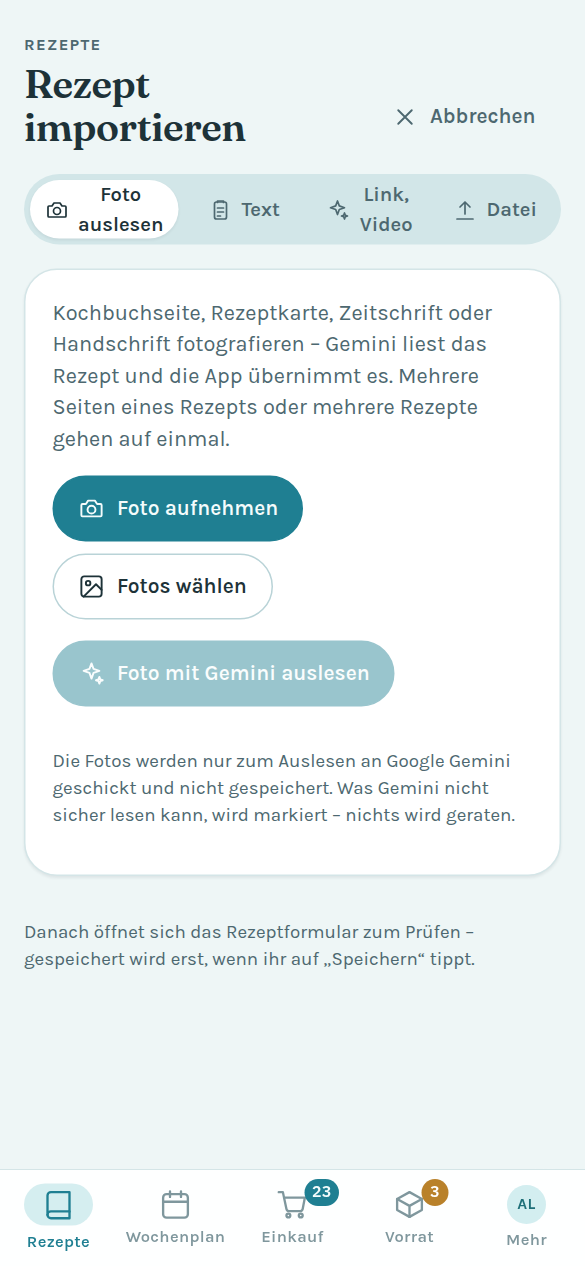 REZEPTE
Rezept
importieren
Abbrechen
Foto
auslesen
Text
Link,
Video
Datei
Kochbuchseite, Rezeptkarte, Zeitschrift oder
Handschrift fotografieren – Gemini liest das
Rezept und die App übernimmt es. Mehrere
Seiten eines Rezepts oder mehrere Rezepte
gehen auf einmal.
Foto aufnehmen
Fotos wählen
Foto mit Gemini auslesen
Die Fotos werden nur zum Auslesen an Google Gemini
geschickt und nicht gespeichert. Was Gemini nicht
sicher lesen kann, wird markiert – nichts wird geraten.
Danach öffnet sich das Rezeptformular zum Prüfen –
gespeichert wird erst, wenn ihr auf „Speichern“ tippt.
23
3
AL
Rezepte
Wochenplan
Einkauf
Vorrat
Mehr